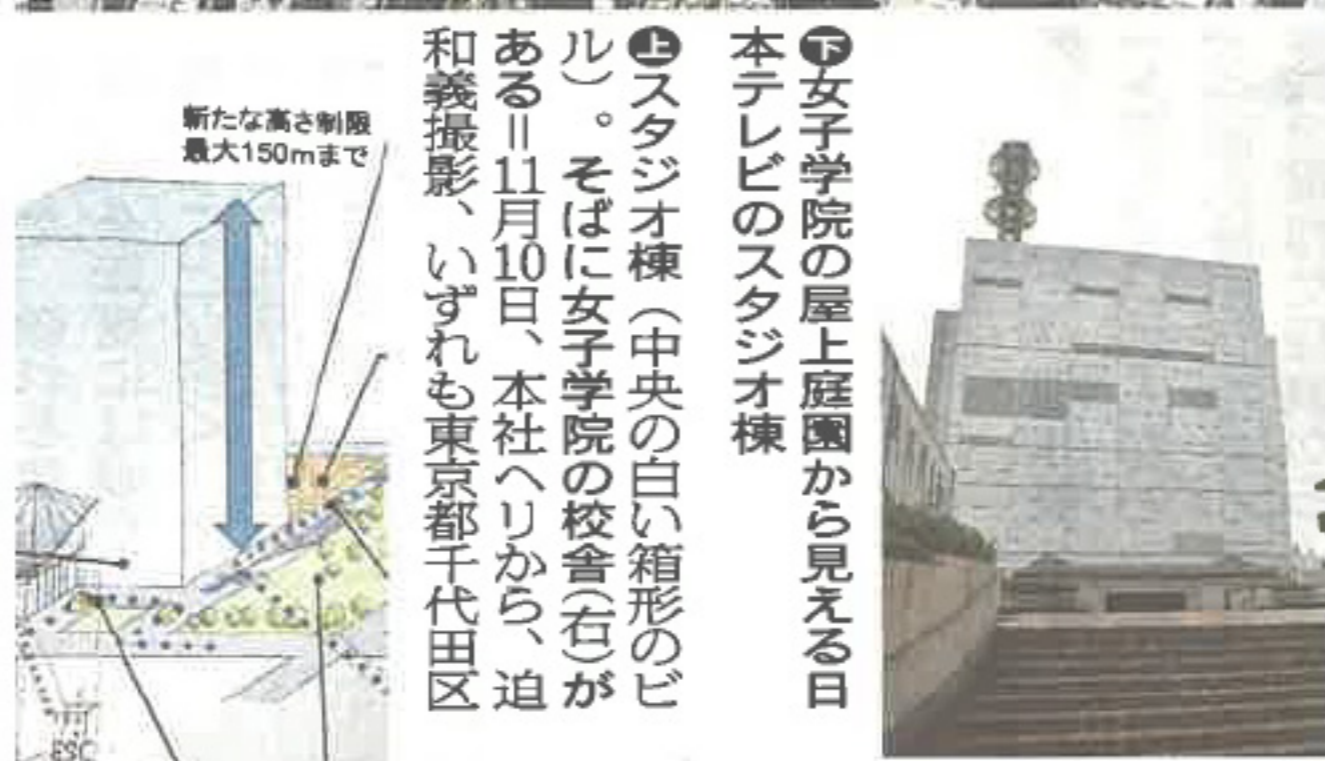 下女子学院の屋上庭園から見える日
本テレビのスタジオ棟
上スタジオ棟（中央の白い箱形のビ
ル）。そばに女子学院の校舎（右）が
ある＝11月10日、本社ヘリから、迫
和義撮影、いずれも東京都千代田区
新たな高さ制限
最大150mまで
ESC